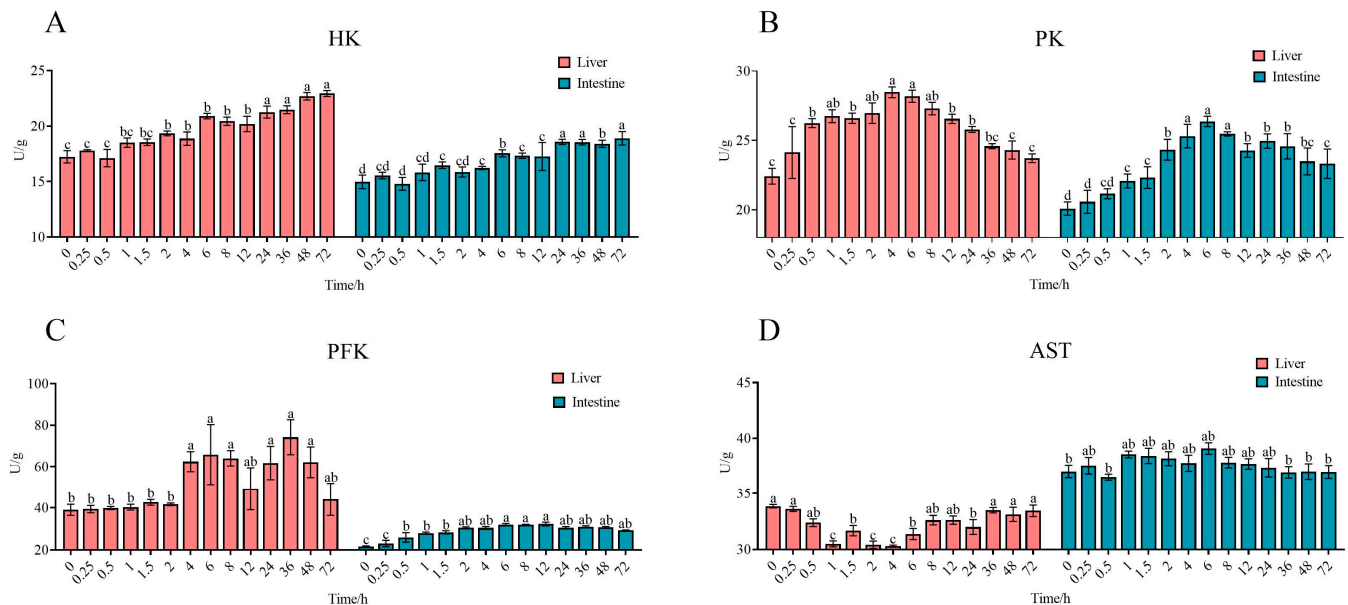 A
HK
Liver
Intestine
25
20
15
10
U/g
c c c bc bc b b b b b a a a a
d cd d cd c cd c b b c a a b a
0 0.25 0.5 1 1.5 2 4 6 8 12 24 36 48 72
0 0.25 0.5 1 1.5 2 4 6 8 12 24 36 48 72
Time/h
B
PK
Liver
Intestine
30
25
20
U/g
c c b ab ab ab a a ab b c bc c c
d d cd c c b a a b b b b bc c
0 0.25 0.5 1 1.5 2 4 6 8 12 24 36 48 72
0 0.25 0.5 1 1.5 2 4 6 8 12 24 36 48 72
Time/h
C
PFK
Liver
Intestine
100
80
60
40
20
U/g
b b b b b b a a a ab a a a ab
c c b b b ab ab a a a ab ab ab ab
0 0.25 0.5 1 1.5 2 4 6 8 12 24 36 48 72
0 0.25 0.5 1 1.5 2 4 6 8 12 24 36 48 72
Time/h
D
AST
Liver
Intestine
45
40
35
30
U/g
a a ab c b c c b ab ab b a a a
b ab b ab ab ab ab ab ab ab ab b b b
0 0.25 0.5 1 1.5 2 4 6 8 12 24 36 48 72
0 0.25 0.5 1 1.5 2 4 6 8 12 24 36 48 72
Time/h